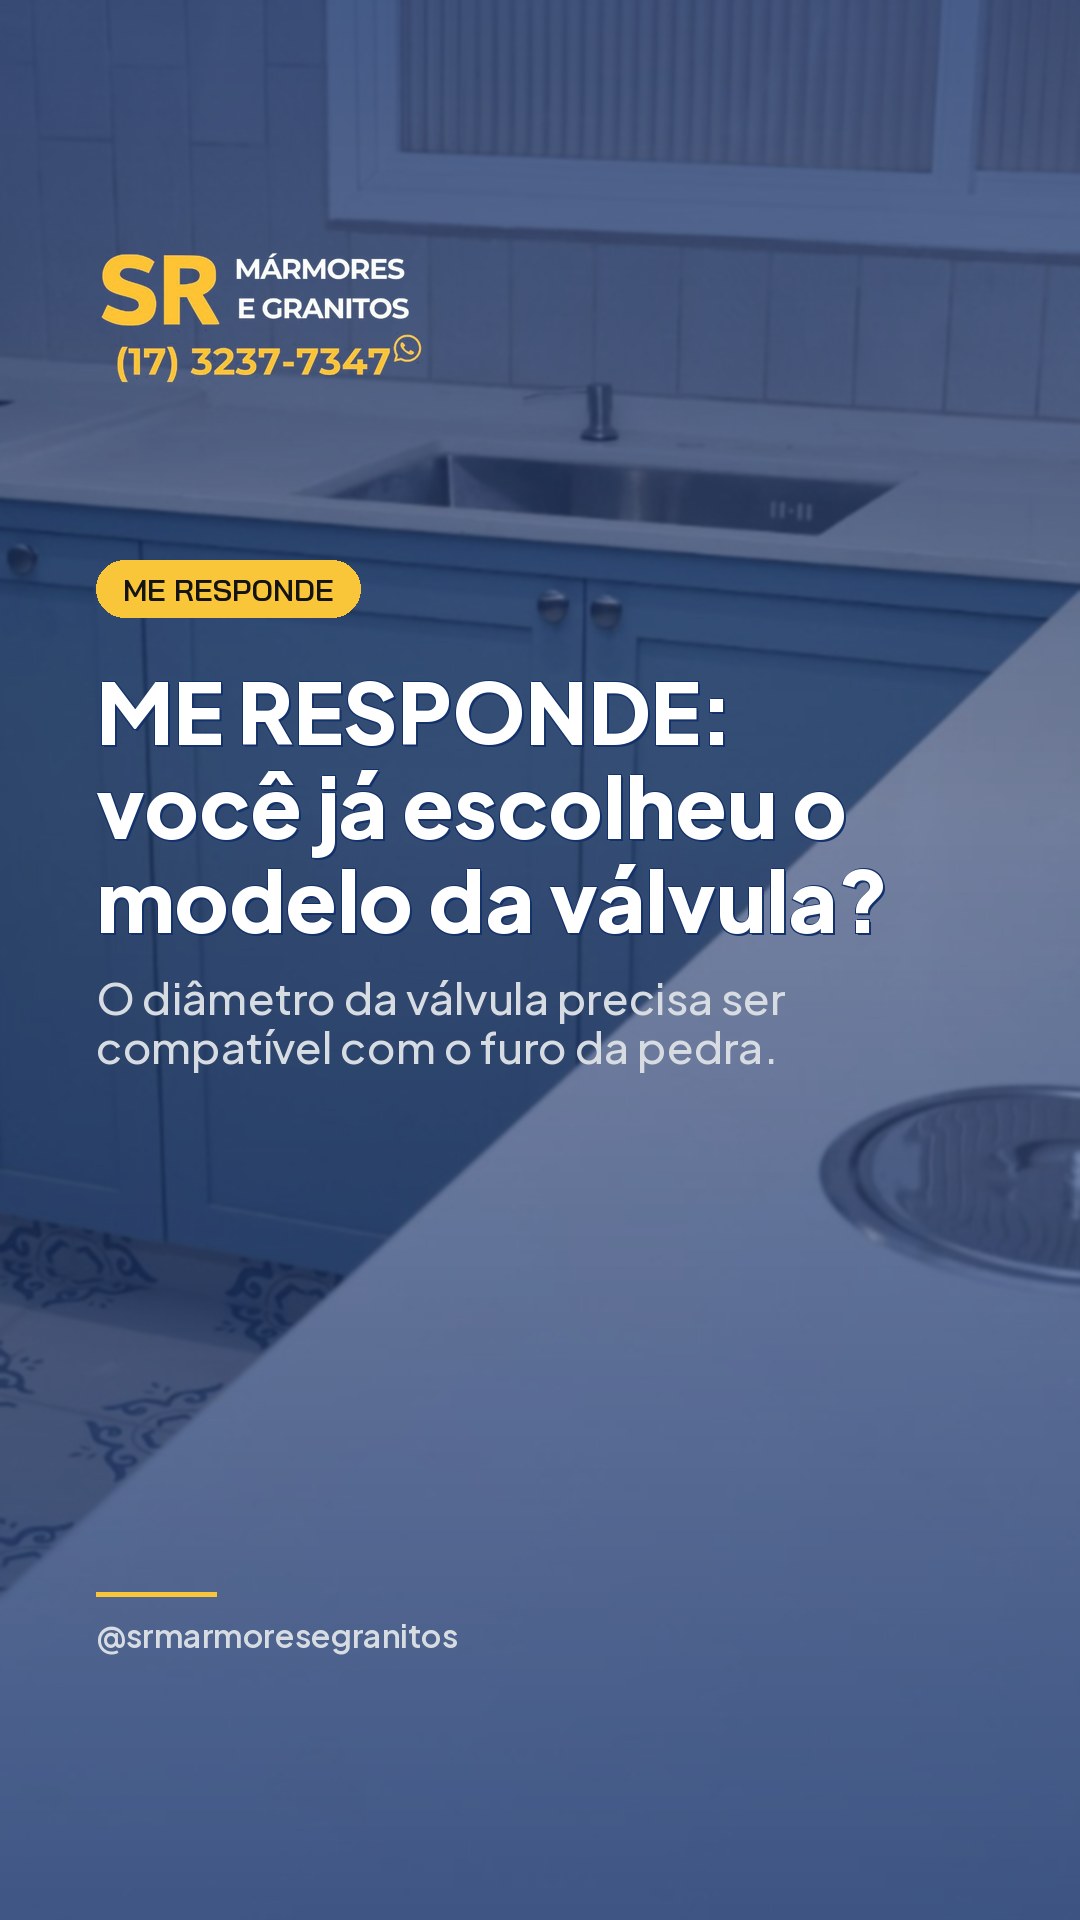 SR MÁRMORES
E GRANITOS
(17) 3237-7347
ME RESPONDE
ME RESPONDE:
você já escolheu o
modelo da válvula?
O diâmetro da válvula precisa ser
compatível com o furo da pedra.
@srmarmoresegranitos